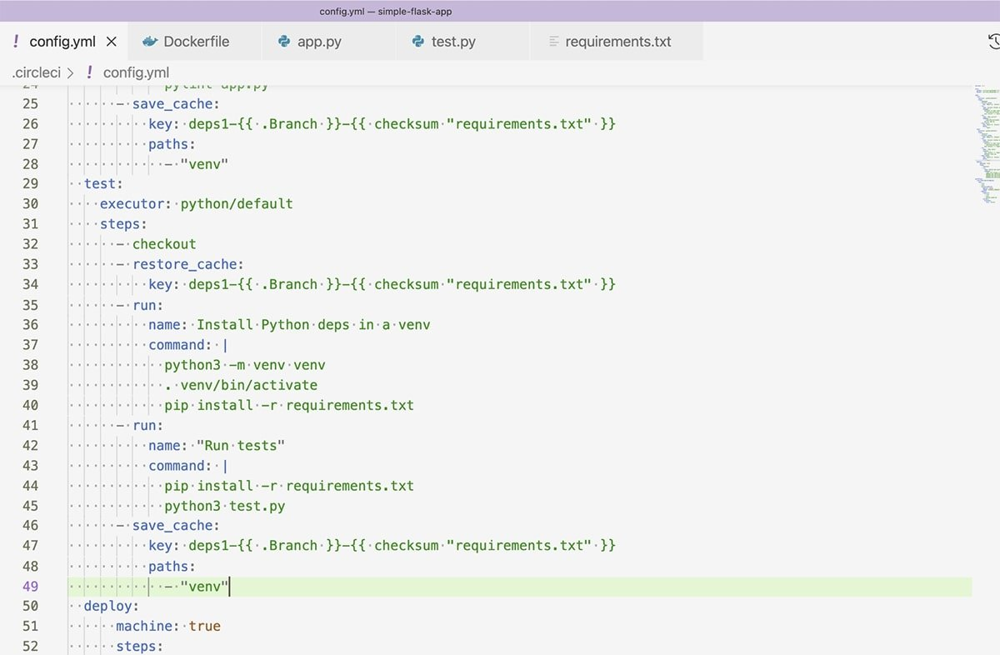 config.yml — simple-flask-app
! config.yml × Dockerfile app.py test.py requirements.txt
.circleci > ! config.yml
24 pylint app.py
25 - save_cache:
26 key: deps1-{{ .Branch }}-{{ checksum "requirements.txt" }}
27 paths:
28 - "venv"
29 test:
30 executor: python/default
31 steps:
32 - checkout
33 - restore_cache:
34 key: deps1-{{ .Branch }}-{{ checksum "requirements.txt" }}
35 - run:
36 name: Install Python deps in a venv
37 command: |
38 python3 -m venv venv
39 . venv/bin/activate
40 pip install -r requirements.txt
41 - run:
42 name: "Run tests"
43 command: |
44 pip install -r requirements.txt
45 python3 test.py
46 - save_cache:
47 key: deps1-{{ .Branch }}-{{ checksum "requirements.txt" }}
48 paths:
49 - "venv"
50 deploy:
51 machine: true
52 steps: